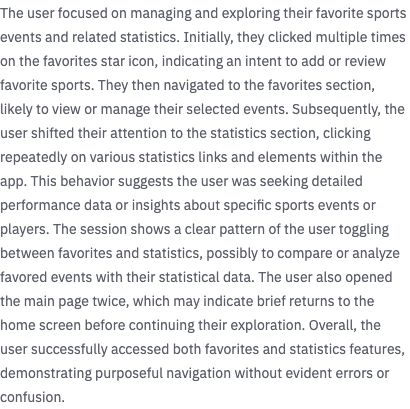 The user focused on managing and exploring their favorite sports
events and related statistics. Initially, they clicked multiple times
on the favorites star icon, indicating an intent to add or review
favorite sports. They then navigated to the favorites section,
likely to view or manage their selected events. Subsequently, the
user shifted their attention to the statistics section, clicking
repeatedly on various statistics links and elements within the
app. This behavior suggests the user was seeking detailed
performance data or insights about specific sports events or
players. The session shows a clear pattern of the user toggling
between favorites and statistics, possibly to compare or analyze
favored events with their statistical data. The user also opened
the main page twice, which may indicate brief returns to the
home screen before continuing their exploration. Overall, the
user successfully accessed both favorites and statistics features,
demonstrating purposeful navigation without evident errors or
confusion.